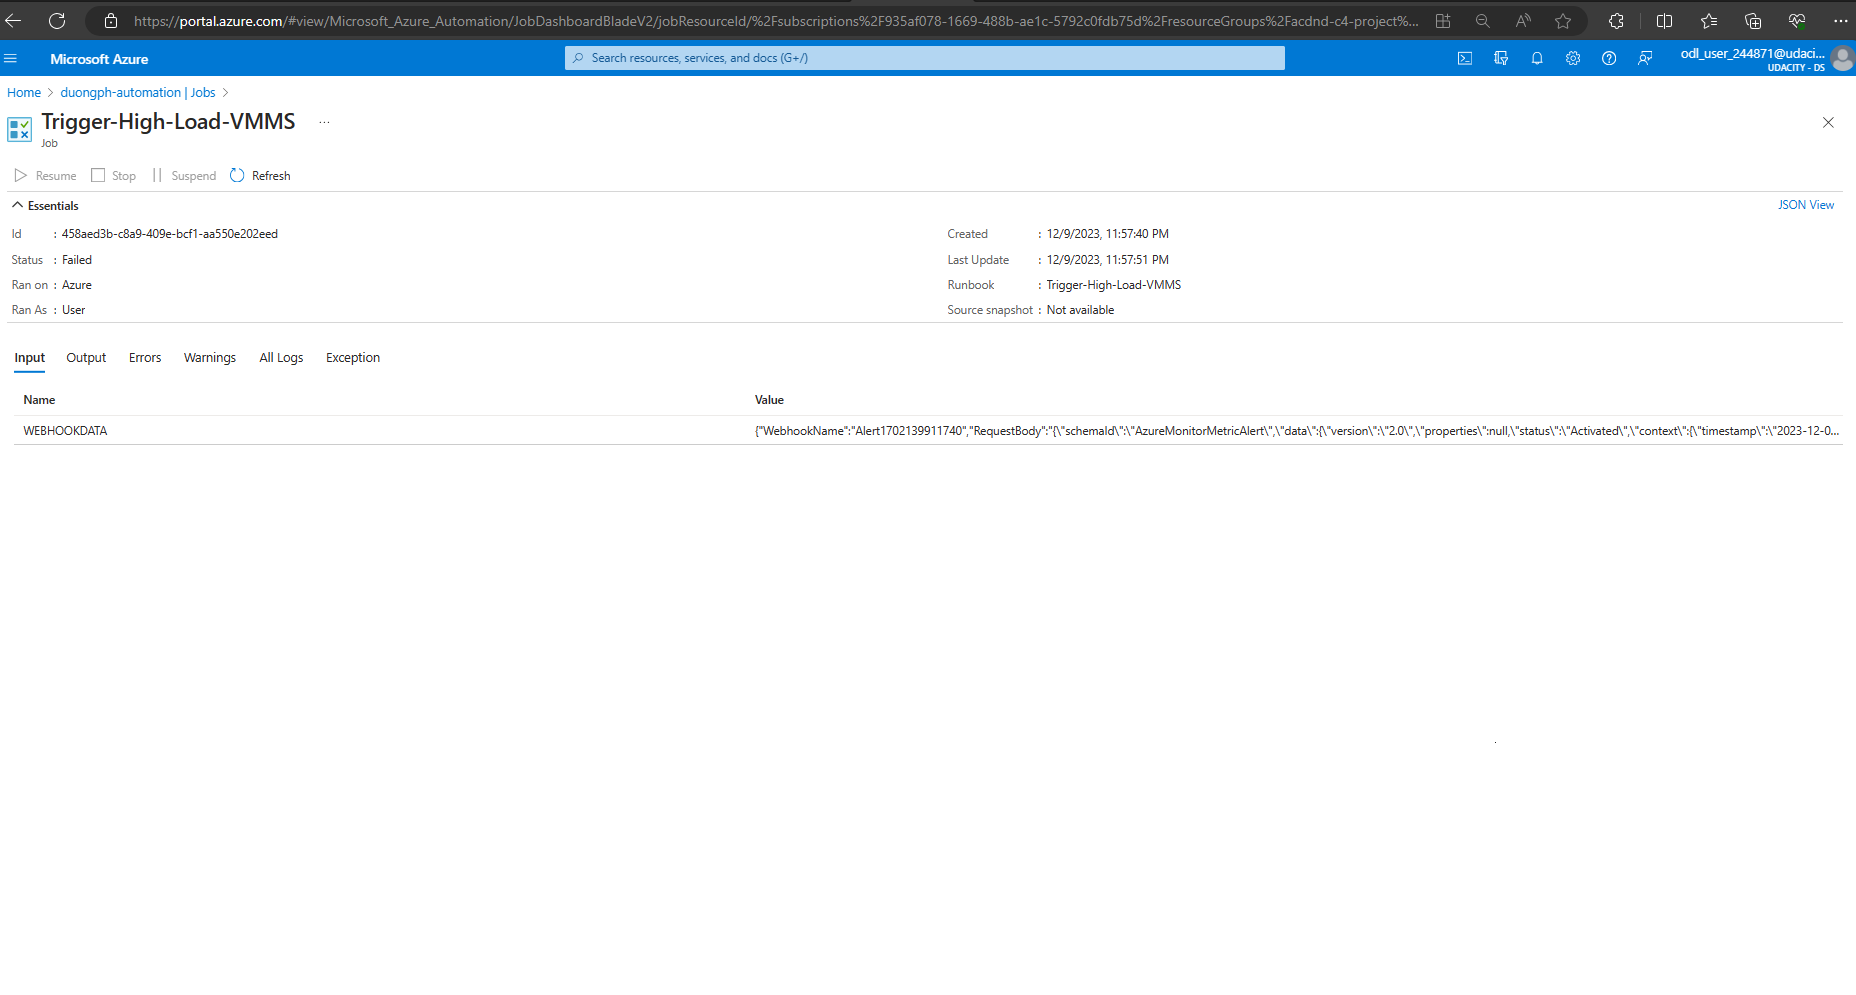 https://portal.azure.com/#view/Microsoft_Azure_Automation/JobDashboardBladeV2/jobResourceId/%2Fsubscriptions%2F935af078-1669-488b-ae1c-5792c0fdb75d%2FresourceGroups%2Facdnd-c4-project%...
Microsoft Azure
Search resources, services, and docs (G+/)
odl_user_244871@udaci...
UDACITY - DS
Home > duongph-automation | Jobs >
Trigger-High-Load-VMMS ...
Job
Resume Stop Suspend Refresh
Essentials JSON View
Id : 458aed3b-c8a9-409e-bcf1-aa550e202eed Created : 12/9/2023, 11:57:40 PM
Status : Failed Last Update : 12/9/2023, 11:57:51 PM
Ran on : Azure Runbook : Trigger-High-Load-VMMS
Ran As : User Source snapshot : Not available
Input Output Errors Warnings All Logs Exception
Name Value
WEBHOOKDATA {"WebhookName":"Alert1702139911740","RequestBody":"{\"schemaId\":\"AzureMonitorMetricAlert\",\"data\":{\"version\":\"2.0\",\"properties\":null,\"status\":\"Activated\",\"context\":{\"timestamp\":\"2023-12-0...